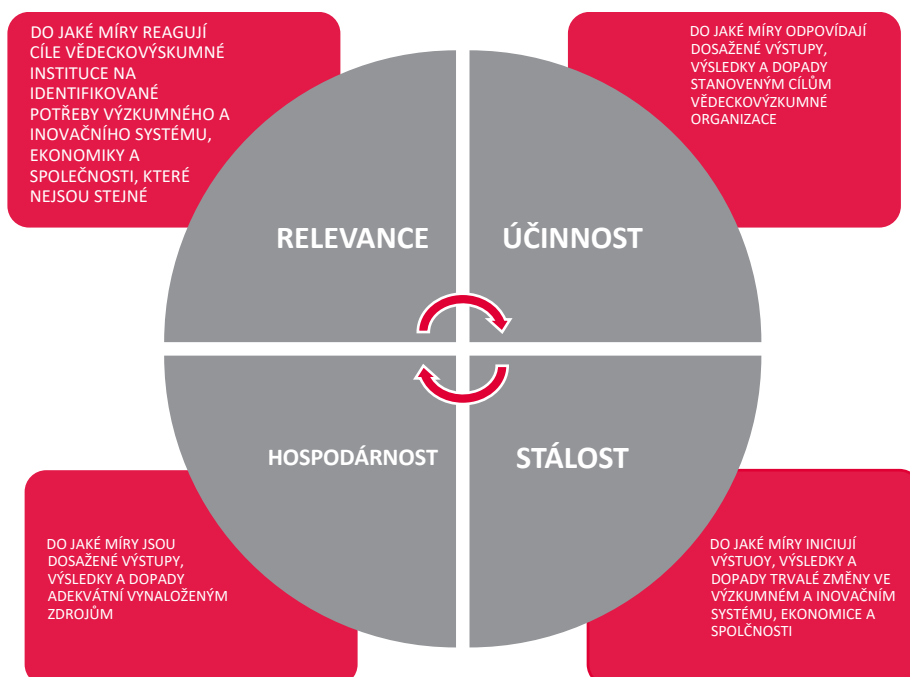 DO JAKÉ MÍRY REAGUJÍ
CÍLE VĚDECKOVÝSKUMNÉ
INSTITUCE NA
IDENTIFIKOVANÉ
POTŘEBY VÝZKUMNÉHO A
INOVAČNÍHO SYSTÉMU,
EKONOMIKY A
SPOLEČNOSTI, KTERÉ
NEJSOU STEJNÉ
DO JAKÉ MÍRY ODPOVÍDAJÍ
DOSAŽENÉ VÝSTUPY,
VÝSLEDKY A DOPADY
STANOVENÝM CÍLŮM
VĚDECKOVÝZKUMNÉ
ORGANIZACE
RELEVANCE
ÚČINNOST
HOSPODÁRNOST
STÁLOST
DO JAKÉ MÍRY JSOU
DOSAŽENÉ VÝSTUPY,
VÝSLEDKY A DOPADY
ADEKVÁTNÍ VYNALOŽENÝM
ZDROJŮM
DO JAKÉ MÍRY INICIUJÍ
VÝSTUOY, VÝSLEDKY A
DOPADY TRVALÉ ZMĚNY VE
VÝZKUMNÉM A INOVAČNÍM
SYSTÉMU, EKONOMICE A
SPOLČNOSTI